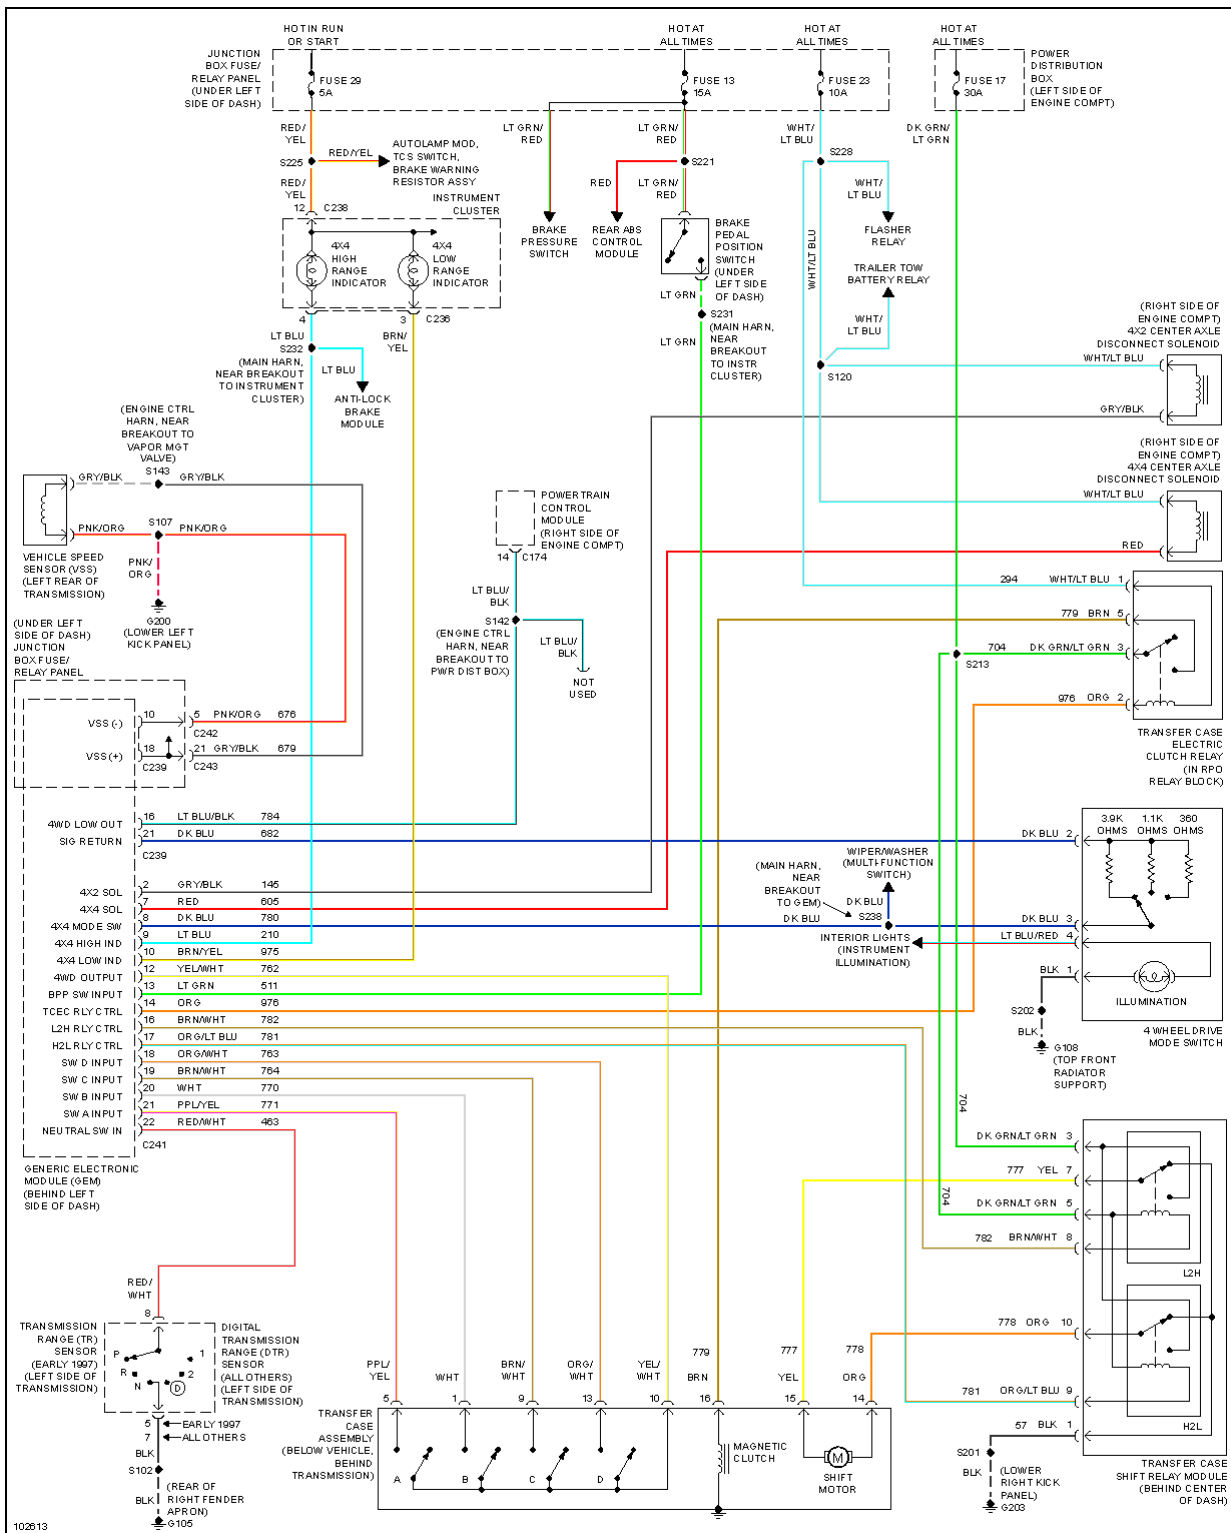 HOT IN RUN
OR START
HOT AT
ALL TIMES
HOT AT
ALL TIMES
HOT AT
ALL TIMES
JUNCTION
BOX FUSE/
RELAY PANEL
(UNDER LEFT
SIDE OF DASH)
FUSE 29
5A
FUSE 13
15A
FUSE 23
10A
FUSE 17
30A
POWER
DISTRIBUTION
BOX
(LEFT SIDE OF
ENGINE COMPT)
RED/
YEL
LT GRN/
RED
LT GRN/
RED
WHT/
LT BLU
DK GRN/
LT GRN
S225
RED/YEL
AUTOLAMP MOD,
TCS SWITCH,
BRAKE WARNING
RESISTOR ASSY
RED/
YEL
12
C238
INSTRUMENT
CLUSTER
RED
S221
LT GRN/
RED
S228
WHT/
LT BLU
BRAKE
PRESSURE
SWITCH
REAR ABS
CONTROL
MODULE
BRAKE
PEDAL
POSITION
SWITCH
(UNDER
LEFT SIDE
OF DASH)
FLASHER
RELAY
WHT/LT BLU
TRAILER TOW
BATTERY RELAY
WHT/
LT BLU
4X4
HIGH
RANGE
INDICATOR
4X4
LOW
RANGE
INDICATOR
4
3
C236
LT BLU
S232
BRN/
YEL
(MAIN HARN,
NEAR BREAKOUT
TO INSTRUMENT
CLUSTER)
LT BLU
ANTI-LOCK
BRAKE
MODULE
LT GRN
S231
LT GRN
(MAIN HARN,
NEAR
BREAKOUT
TO INSTR
CLUSTER)
S120
(RIGHT SIDE OF
ENGINE COMPT)
4X2 CENTER AXLE
DISCONNECT SOLENOID
WHT/LT BLU
GRY/BLK
(RIGHT SIDE OF
ENGINE COMPT)
4X4 CENTER AXLE
DISCONNECT SOLENOID
WHT/LT BLU
RED
(ENGINE CTRL
HARN, NEAR
BREAKOUT TO
VAPOR MGT
VALVE)
S143
GRY/BLK
GRY/BLK
PNK/ORG
S107
PNK/ORG
VEHICLE SPEED
SENSOR (VSS)
(LEFT REAR OF
TRANSMISSION)
PNK/
ORG
G200
(LOWER LEFT
KICK PANEL)
POWERTRAIN
CONTROL
MODULE
(RIGHT SIDE OF
ENGINE COMPT)
14
C174
LT BLU/
BLK
S142
(ENGINE CTRL
HARN, NEAR
BREAKOUT TO
PWR DIST BOX)
LT BLU/
BLK
NOT
USED
294 WHT/LT BLU 1
779 BRN 5
704 DK GRN/LT GRN 3
S213
976 ORG 2
TRANSFER CASE
ELECTRIC
CLUTCH RELAY
(IN RPO
RELAY BLOCK)
(UNDER LEFT
SIDE OF DASH)
JUNCTION
BOX FUSE/
RELAY PANEL
VSS (-)
10
5 PNK/ORG 676
C242
VSS (+)
18
21 GRY/BLK 679
C239
C243
4WD LOW OUT 16 LT BLU/BLK 784
SIG RETURN 21 DK BLU 682
C239
4X2 SOL 2 GRY/BLK 145
4X4 SOL 7 RED 605
4X4 MODE SW 8 DK BLU 780
4X4 HIGH IND 9 LT BLU 210
4X4 LOW IND 10 BRN/YEL 975
4WD OUTPUT 12 YEL/WHT 762
BPP SW INPUT 13 LT GRN 511
TCEC RLY CTRL 14 ORG 976
L2H RLY CTRL 16 BRN/WHT 782
H2L RLY CTRL 17 ORG/LT BLU 781
SW D INPUT 18 ORG/WHT 763
SW C INPUT 19 BRN/WHT 764
SW B INPUT 20 WHT 770
SW A INPUT 21 PPL/YEL 771
NEUTRAL SW IN 22 RED/WHT 463
C241
GENERIC ELECTRONIC
MODULE (GEM)
(BEHIND LEFT
SIDE OF DASH)
3.9K
OHMS
1.1K
OHMS
360
OHMS
DK BLU 2
WIPER/WASHER
(MULTI-FUNCTION
SWITCH)
(MAIN HARN,
NEAR
BREAKOUT
TO GEM)
DK BLU
DK BLU
S238
DK BLU 3
LT BLU/RED 4
INTERIOR LIGHTS
(INSTRUMENT
ILLUMINATION)
BLK 1
ILLUMINATION
S202
BLK
G108
(TOP FRONT
RADIATOR
SUPPORT)
4 WHEEL DRIVE
MODE SWITCH
704
704
DK GRN/LT GRN 3
777 YEL 7
DK GRN/LT GRN 5
782 BRN/WHT 8
L2H
778 ORG 10
781 ORG/LT BLU 9
H2L
57 BLK 1
S201
BLK
(LOWER
RIGHT KICK
PANEL)
G203
TRANSFER CASE
SHIFT RELAY MODULE
(BEHIND CENTER
OF DASH)
RED/
WHT
8
TRANSMISSION
RANGE (TR)
SENSOR
(EARLY 1997)
(LEFT SIDE OF
TRANSMISSION)
P
R
N
D
2
1
DIGITAL
TRANSMISSION
RANGE (DTR)
SENSOR
(ALL OTHERS)
(LEFT SIDE OF
TRANSMISSION)
5 EARLY 1997
7 ALL OTHERS
BLK
S102
BLK
(REAR OF
RIGHT FENDER
APRON)
G105
PPL/
YEL
5
WHT
1
BRN/
WHT
9
ORG/
WHT
13
YEL/
WHT
10
779
BRN
16
777
YEL
15
778
ORG
14
TRANSFER
CASE
ASSEMBLY
(BELOW VEHICLE,
BEHIND
TRANSMISSION)
A
B
C
D
MAGNETIC
CLUTCH
M
SHIFT
MOTOR
102613